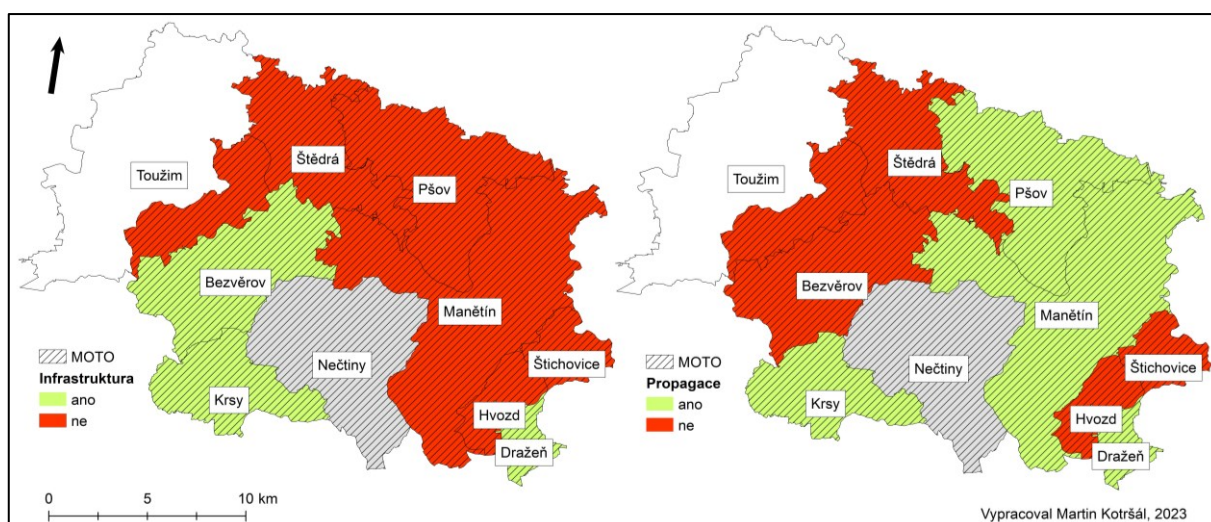 Toužim
Štědrá
Pšov
Bezvěrov
Manětín
Nečtiny
Štichovice
Krsy
Hvozd
Dražeň
MOTO
Infrastruktura
ano
ne
0 5 10 km
Toužim
Štědrá
Pšov
Bezvěrov
Manětín
Nečtiny
Štichovice
Krsy
Hvozd
Dražeň
MOTO
Propagace
ano
ne
Vypracoval Martin Kotršál, 2023